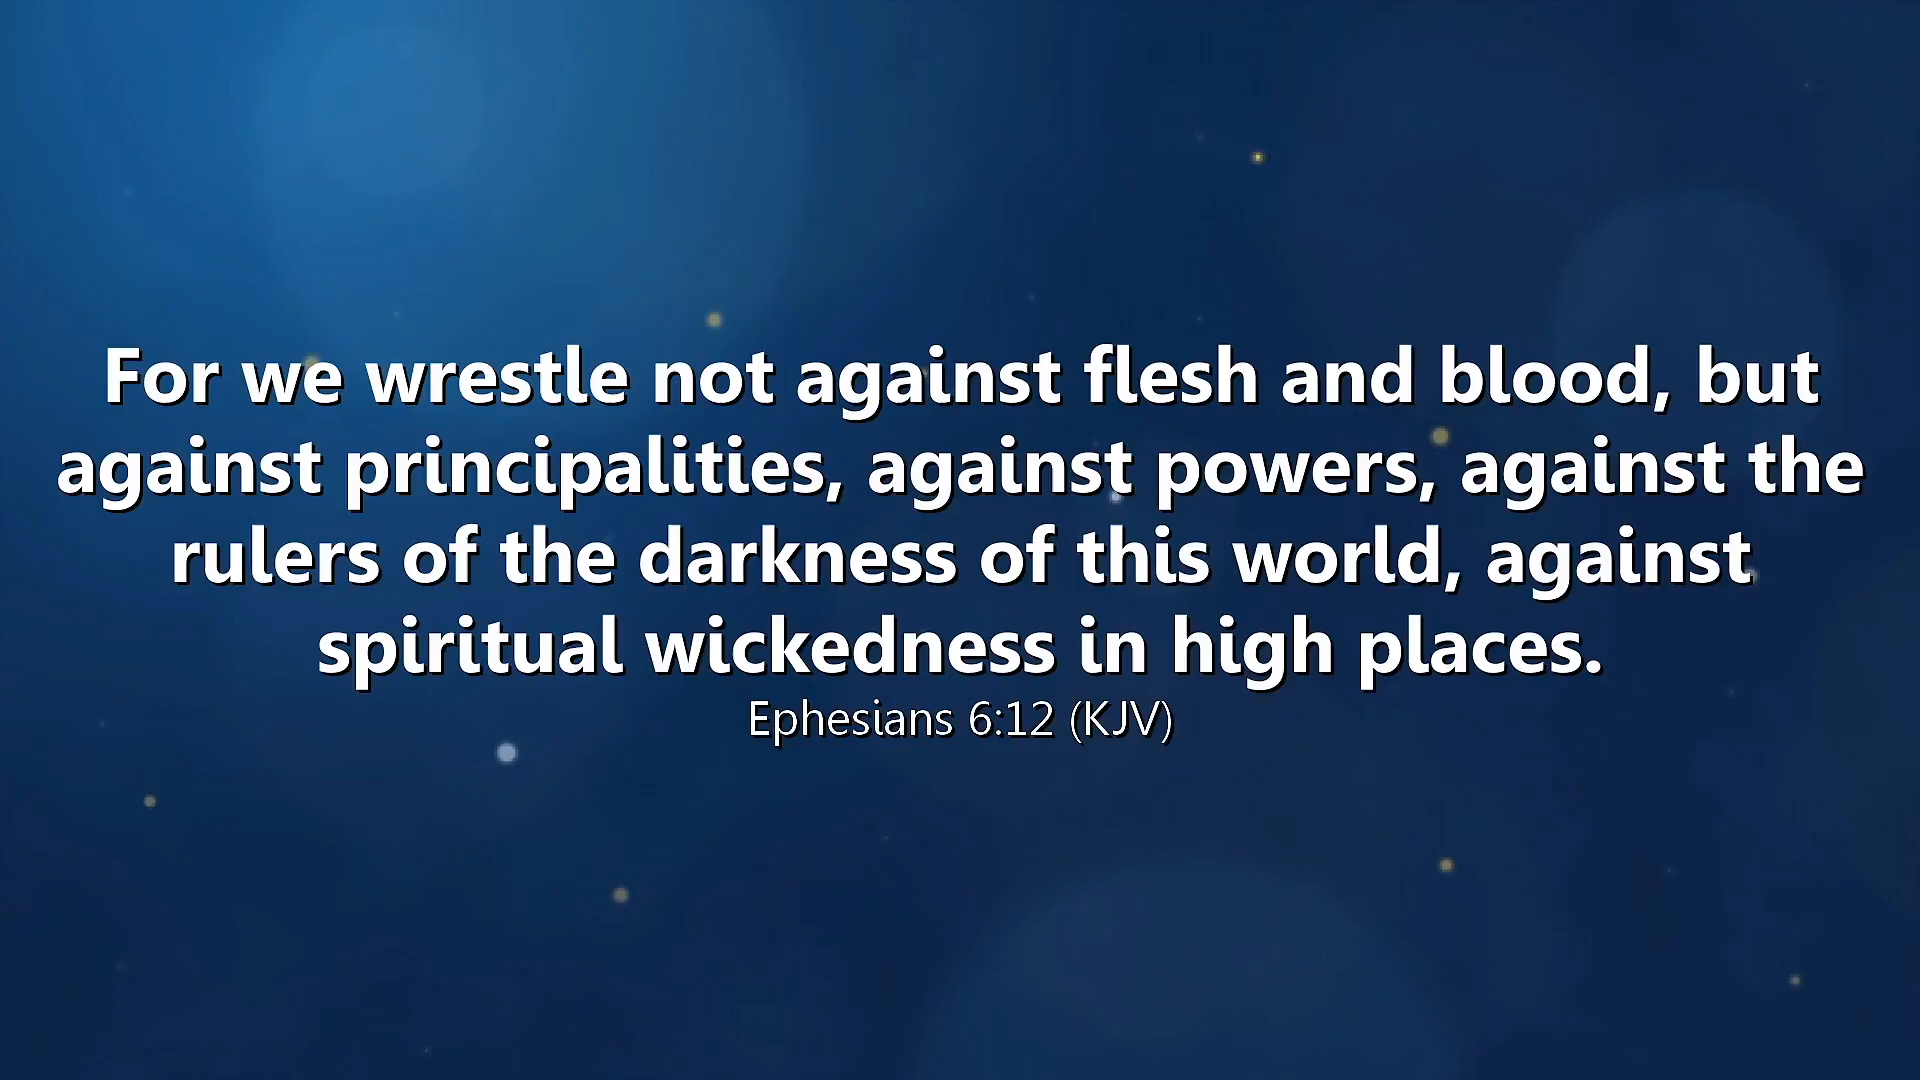 For we wrestle not against flesh and blood, but
against principalities, against powers, against the
rulers of the darkness of this world, against
spiritual wickedness in high places.
Ephesians 6:12 (KJV)